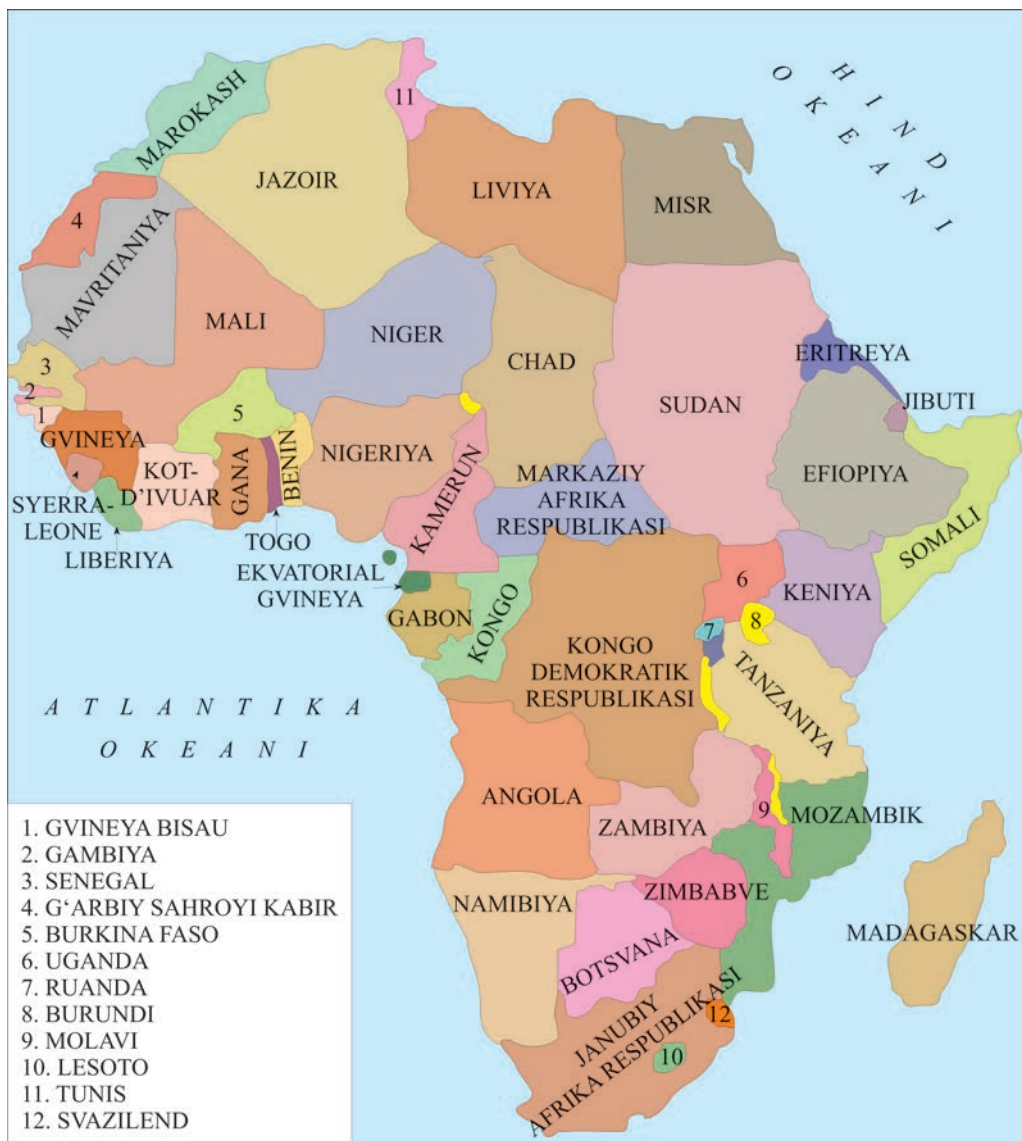 HIND
OKEANI
MAROKASH
11
JAZOIR
LIVIYA
MISR
4
MAVRITANIYA
MALI
NIGER
CHAD
SUDAN
ERITREYA
JIBUTI
3
2
1
5
GVINEYA
KOT-
D’IVUAR
GANA
BENIN
NIGERIYA
KAMERUN
MARKAZIY
AFRIKA
RESPUBLIKASI
EFIOPIYA
SOMALI
SYERRA-
LEONE
LIBERIYA
TOGO
EKVATORIAL
GVINEYA
GABON
KONGO
6
KENIYA
7
8
KONGO
DEMOKRATIK
RESPUBLIKASI
TANZANIYA
ATLANTIKA
OKEANI
ANGOLA
ZAMBIYA
9
MOZAMBIK
NAMIBIYA
ZIMBABVE
BOTSVANA
MADAGASKAR
JANUBIY
AFRIKA RESPUBLIKASI
12
10
1. GVINEYA BISAU
2. GAMBIYA
3. SENEGAL
4. G‘ARBIY SAHROYI KABIR
5. BURKINA FASO
6. UGANDA
7. RUANDA
8. BURUNDI
9. MOLAVI
10. LESOTO
11. TUNIS
12. SVAZILEND